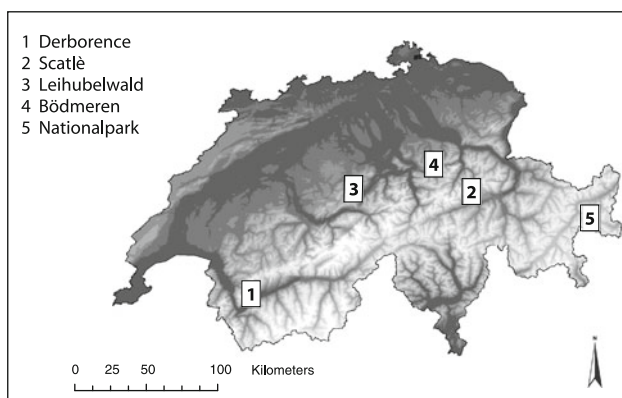 1 Derborence
2 Scatlè
3 Leihubelwald
4 Bödmeren
5 Nationalpark
4
3
2
5
1
N
0 25 50 100 Kilometers